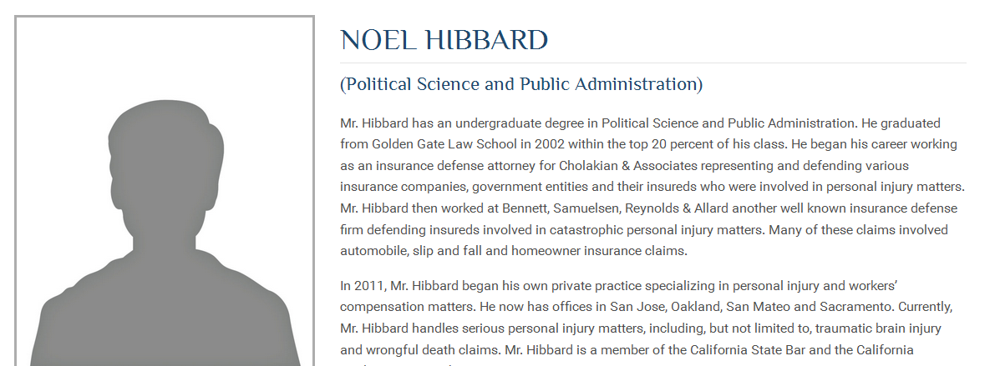 NOEL HIBBARD
(Political Science and Public Administration)
Mr. Hibbard has an undergraduate degree in Political Science and Public Administration. He graduated
from Golden Gate Law School in 2002 within the top 20 percent of his class. He began his career working
as an insurance defense attorney for Cholakian & Associates representing and defending various
insurance companies, government entities and their insureds who were involved in personal injury matters.
Mr. Hibbard then worked at Bennett, Samuelsen, Reynolds & Allard another well known insurance defense
firm defending insureds involved in catastrophic personal injury matters. Many of these claims involved
automobile, slip and fall and homeowner insurance claims.
In 2011, Mr. Hibbard began his own private practice specializing in personal injury and workers’
compensation matters. He now has offices in San Jose, Oakland, San Mateo and Sacramento. Currently,
Mr. Hibbard handles serious personal injury matters, including, but not limited to, traumatic brain injury
and wrongful death claims. Mr. Hibbard is a member of the California State Bar and the California